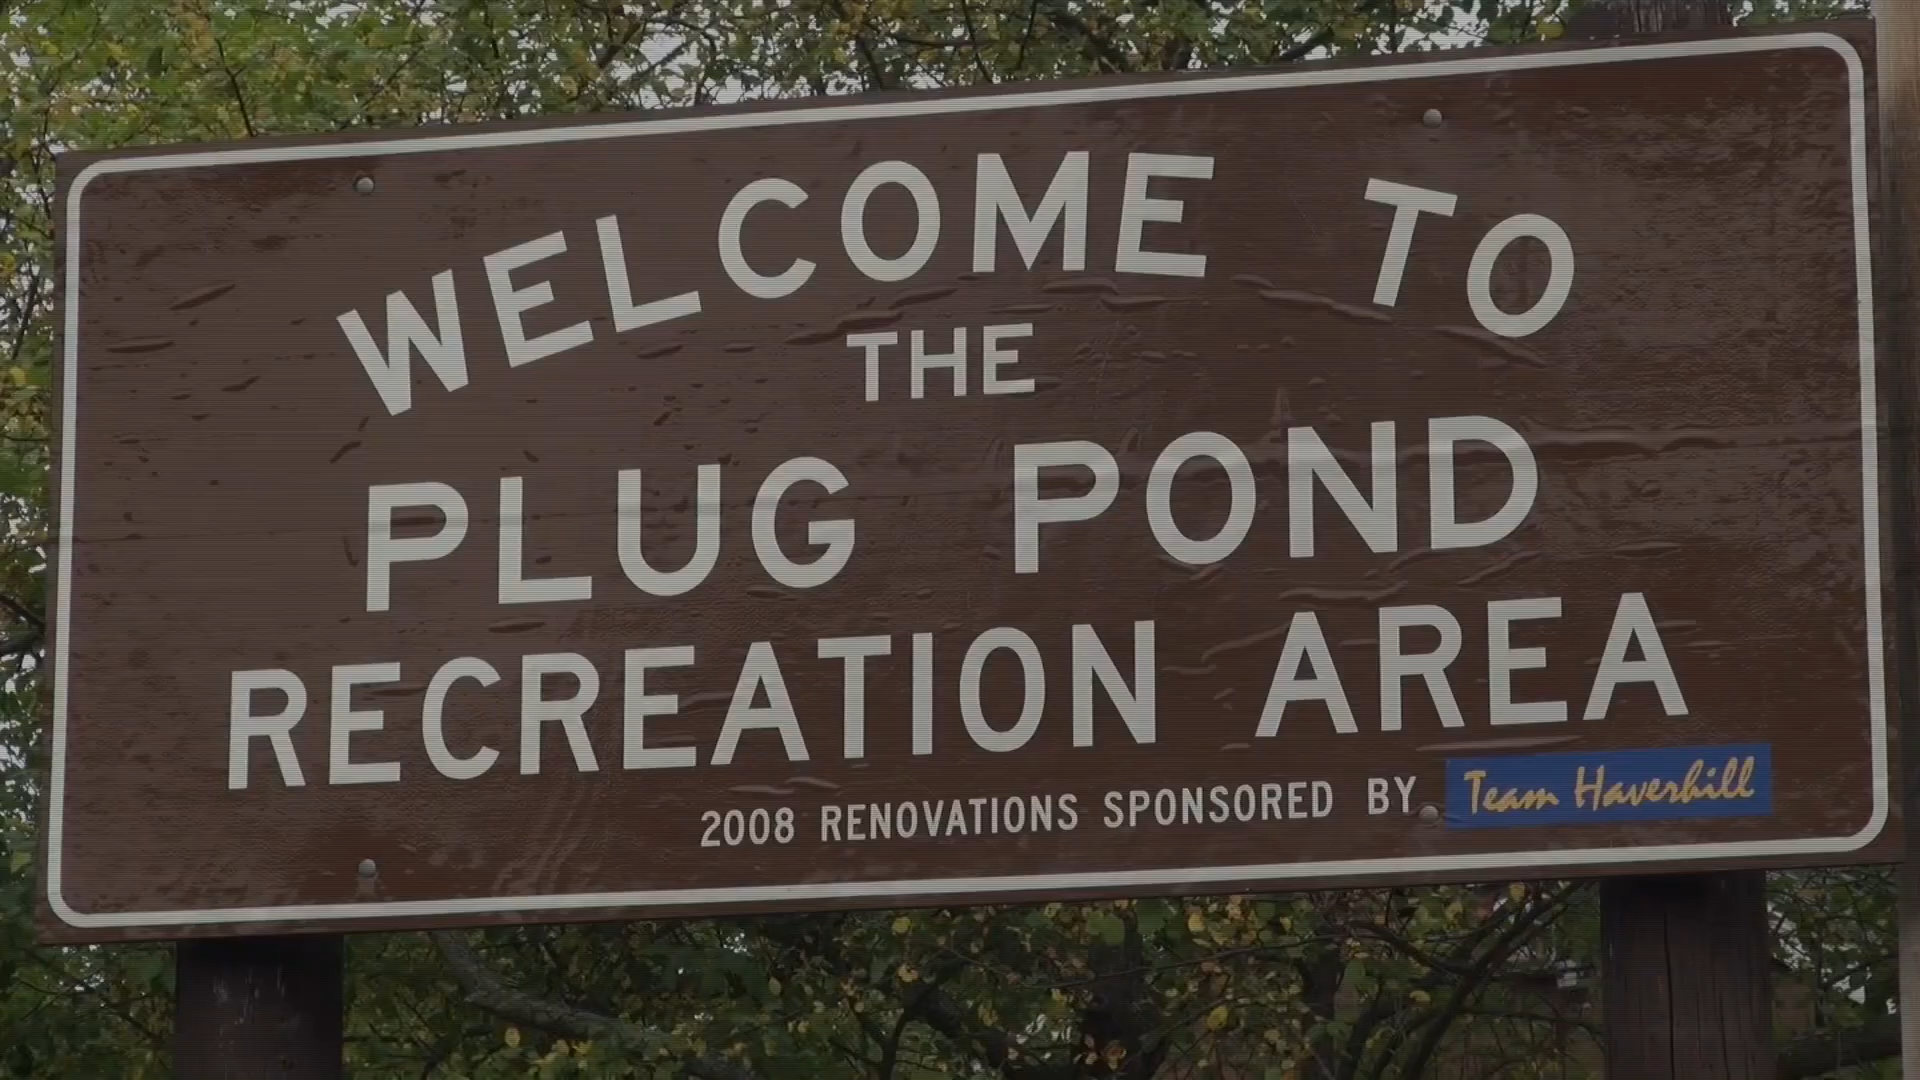 WELCOME TO
THE
PLUG POND
RECREATION AREA
2008 RENOVATIONS SPONSORED BY Team Haverhill